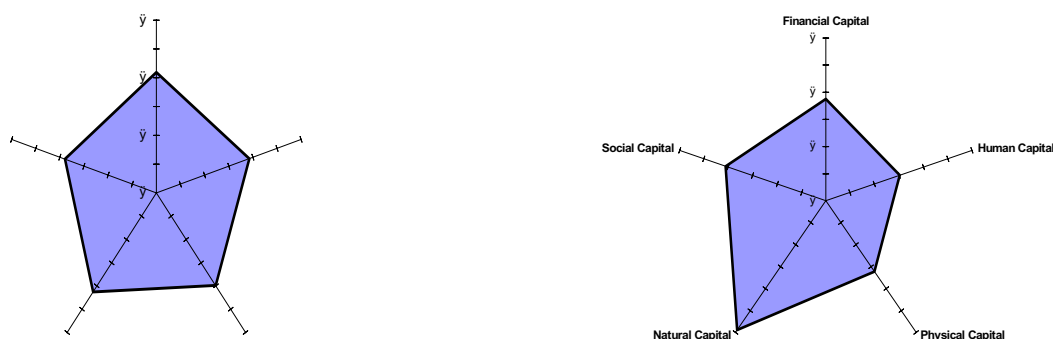 ÿ
ÿ
ÿ
ÿ
Financial Capital
ÿ
ÿ
ÿ
ÿ
Social Capital
Human Capital
Natural Capital
Physical Capital